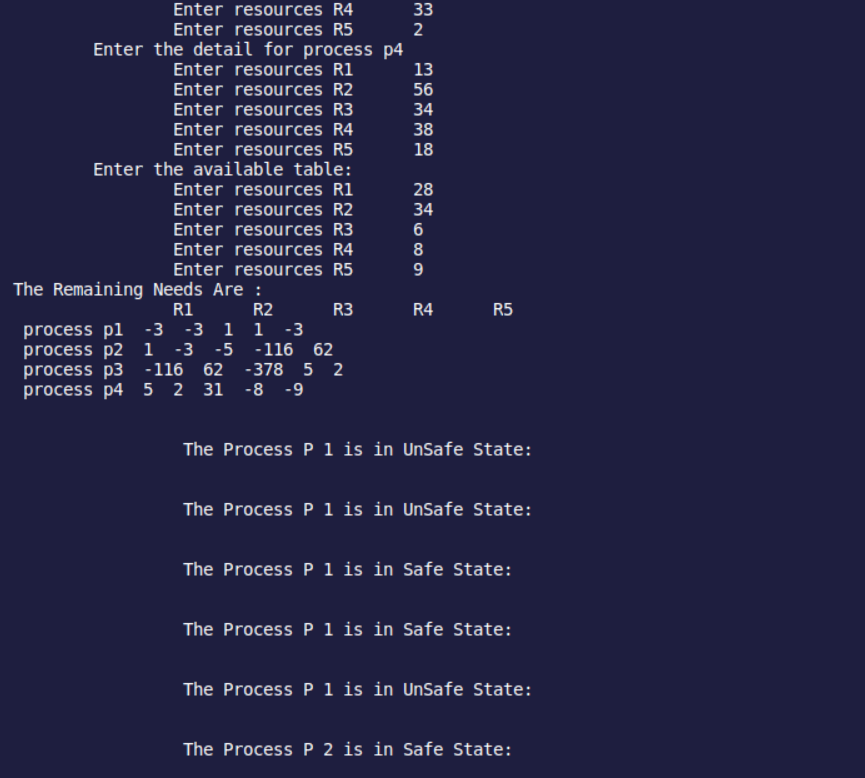 Enter resources R4 33
Enter resources R5 2
Enter the detail for process p4
Enter resources R1 13
Enter resources R2 56
Enter resources R3 34
Enter resources R4 38
Enter resources R5 18
Enter the available table:
Enter resources R1 28
Enter resources R2 34
Enter resources R3 6
Enter resources R4 8
Enter resources R5 9
The Remaining Needs Are :
R1 R2 R3 R4 R5
process p1 -3 -3 1 1 -3
process p2 1 -3 -5 -116 62
process p3 -116 62 -378 5 2
process p4 5 2 31 -8 -9
The Process P 1 is in UnSafe State:
The Process P 1 is in UnSafe State:
The Process P 1 is in Safe State:
The Process P 1 is in Safe State:
The Process P 1 is in UnSafe State:
The Process P 2 is in Safe State: